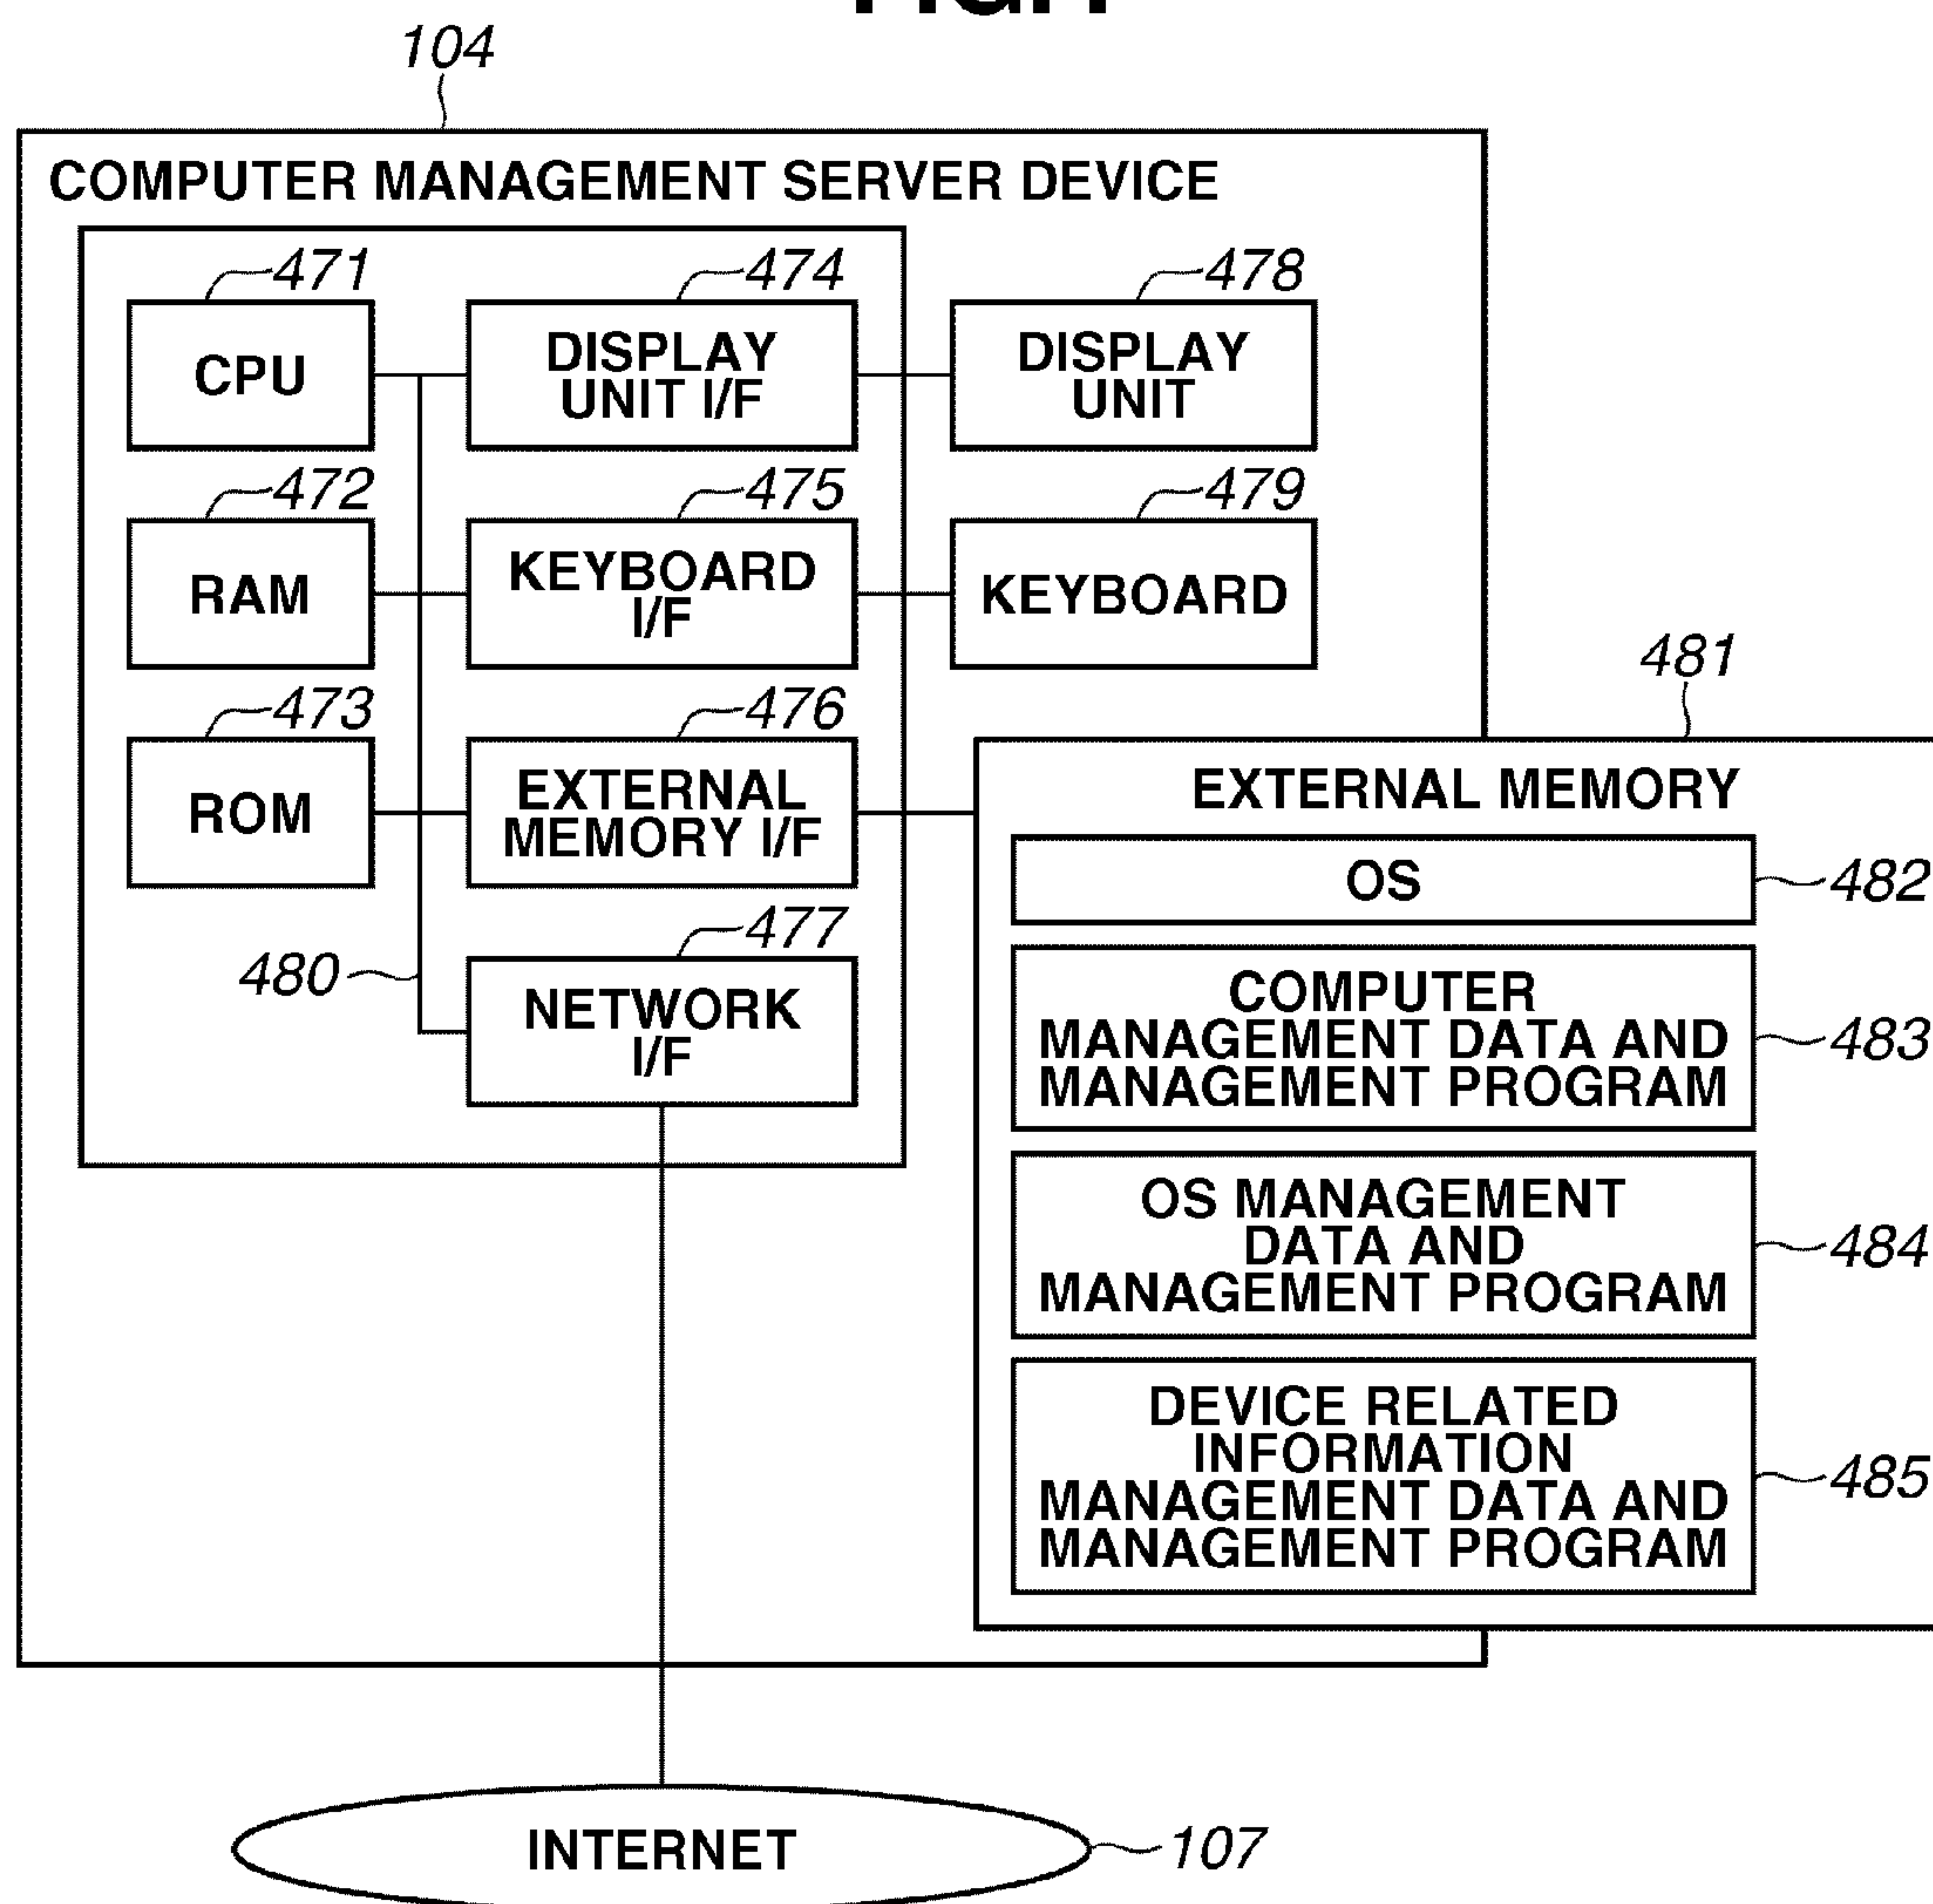 104
COMPUTER MANAGEMENT SERVER DEVICE
471
474
478
CPU
DISPLAY
UNIT I/F
DISPLAY
UNIT
472
475
479
RAM
KEYBOARD
I/F
KEYBOARD
481
473
476
ROM
EXTERNAL
MEMORY I/F
EXTERNAL MEMORY
OS
482
477
480
NETWORK
I/F
COMPUTER
MANAGEMENT DATA AND
MANAGEMENT PROGRAM
483
OS MANAGEMENT
DATA AND
MANAGEMENT PROGRAM
484
DEVICE RELATED
INFORMATION
MANAGEMENT DATA AND
MANAGEMENT PROGRAM
485
INTERNET
107